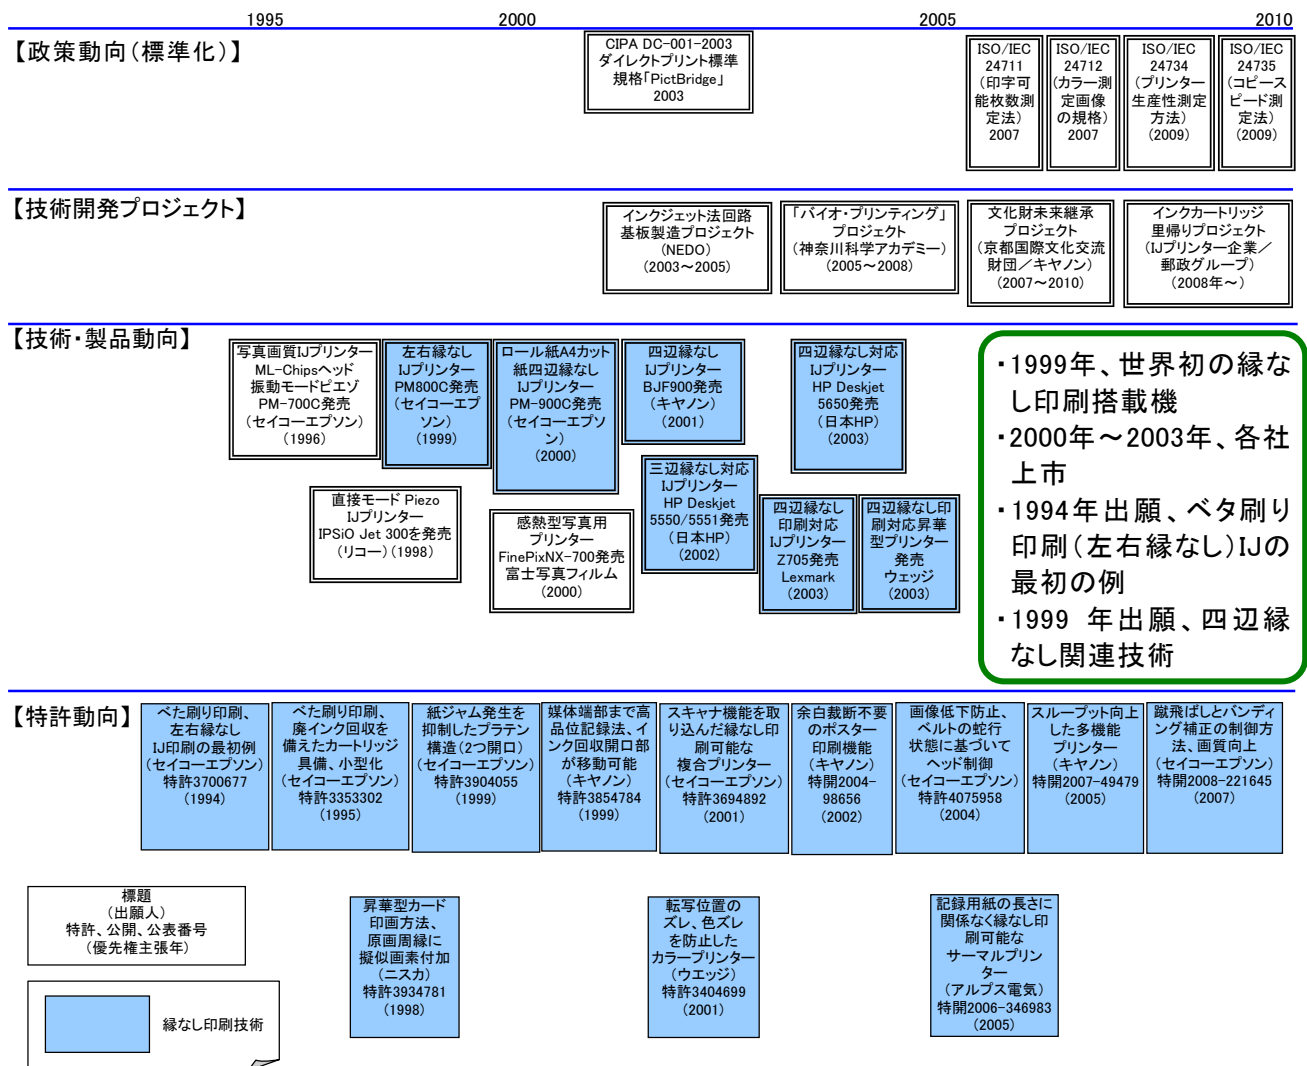 1995
2000
2005
2010
【政策動向(標準化)】
CIPA DC-001-2003
ダイレクトプリント標準
規格「PictBridge」
2003
ISO/IEC
24711
(印字可
能枚数測
定法)
2007
ISO/IEC
24712
(カラー測
定画像
の規格)
2007
ISO/IEC
24734
(プリンター
生産性測定
方法)
(2009)
ISO/IEC
24735
(コピース
ピード測
定法)
(2009)
【技術開発プロジェクト】
インクジェット法回路
基板製造プロジェクト
(NEDO)
(2003~2005)
「バイオ・プリンティング」
プロジェクト
(神奈川科学アカデミー)
(2005~2008)
文化財未来継承
プロジェクト
(京都国際文化交流
財団/キヤノン)
(2007~2010)
インクカートリッジ
里帰りプロジェクト
(IJプリンター企業/
郵政グループ)
(2008年~)
【技術・製品動向】
写真画質IJプリンター
ML-Chipsヘッド
振動モードピエゾ
PM-700C発売
(セイコーエプソン)
(1996)
左右縁なし
IJプリンター
PM800C発売
(セイコーエプ
ソン)
(1999)
ロール紙A4カット
紙四辺縁なし
IJプリンター
PM-900C発売
(セイコーエプソ
ン)
(2000)
四辺縁なし
IJプリンター
BJF900発売
(キヤノン)
(2001)
四辺縁なし対応
IJプリンター
HP Deskjet
5650発売
(日本HP)
(2003)
直接モード Piezo
IJプリンター
IPSiO Jet 300を発売
(リコー)(1998)
感熱型写真用
プリンター
FinePixNX-700発売
富士写真フィルム
(2000)
三辺縁なし対応
IJプリンター
HP Deskjet
5550/5551発売
(日本HP)
(2002)
四辺縁なし
印刷対応
IJプリンター
Z705発売
Lexmark
(2003)
四辺縁なし印
刷対応昇華
型プリンター
発売
ウェッジ
(2003)
・1999年、世界初の縁な
し印刷搭載機
・2000年~2003年、各社
上市
・1994年出願、ベタ刷り
印刷(左右縁なし)IJの
最初の例
・1999 年出願、四辺縁
なし関連技術
【特許動向】
べた刷り印刷、
左右縁なし
IJ印刷の最初例
(セイコーエプソン)
特許3700677
(1994)
べた刷り印刷、
廃インク回収を
備えたカートリッジ
具備、小型化
(セイコーエプソン)
特許3353302
(1995)
紙ジャム発生を
抑制したプラテン
構造(2つ開口)
(セイコーエプソン)
特許3904055
(1999)
媒体端部まで高
品位記録法、イ
ンク回収開口部
が移動可能
(キヤノン)
特許3854784
(1999)
スキャナ機能を取
り込んだ縁なし印
刷可能な
複合プリンター
(セイコーエプソン)
特許3694892
(2001)
余白裁断不要
のポスター
印刷機能
(キヤノン)
特開2004-
98656
(2002)
画像低下防止、
ベルトの蛇行
状態に基づいて
ヘッド制御
(セイコーエプソン)
特許4075958
(2004)
スループット向上
した多機能
プリンター
(キヤノン)
特開2007-49479
(2005)
蹴飛ばしとバンディ
ング補正の制御方
法、画質向上
(セイコーエプソン)
特開2008-221645
(2007)
標題
(出願人)
特許、公開、公表番号
(優先権主張年)
昇華型カード
印画方法、
原画周縁に
擬似画素付加
(ニスカ)
特許3934781
(1998)
転写位置の
ズレ、色ズレ
を防止した
カラープリンター
(ウエッジ)
特許3404699
(2001)
記録用紙の長さに
関係なく縁なし印
刷可能な
サーマルプリン
ター
(アルプス電気)
特開2006-346983
(2005)
縁なし印刷技術